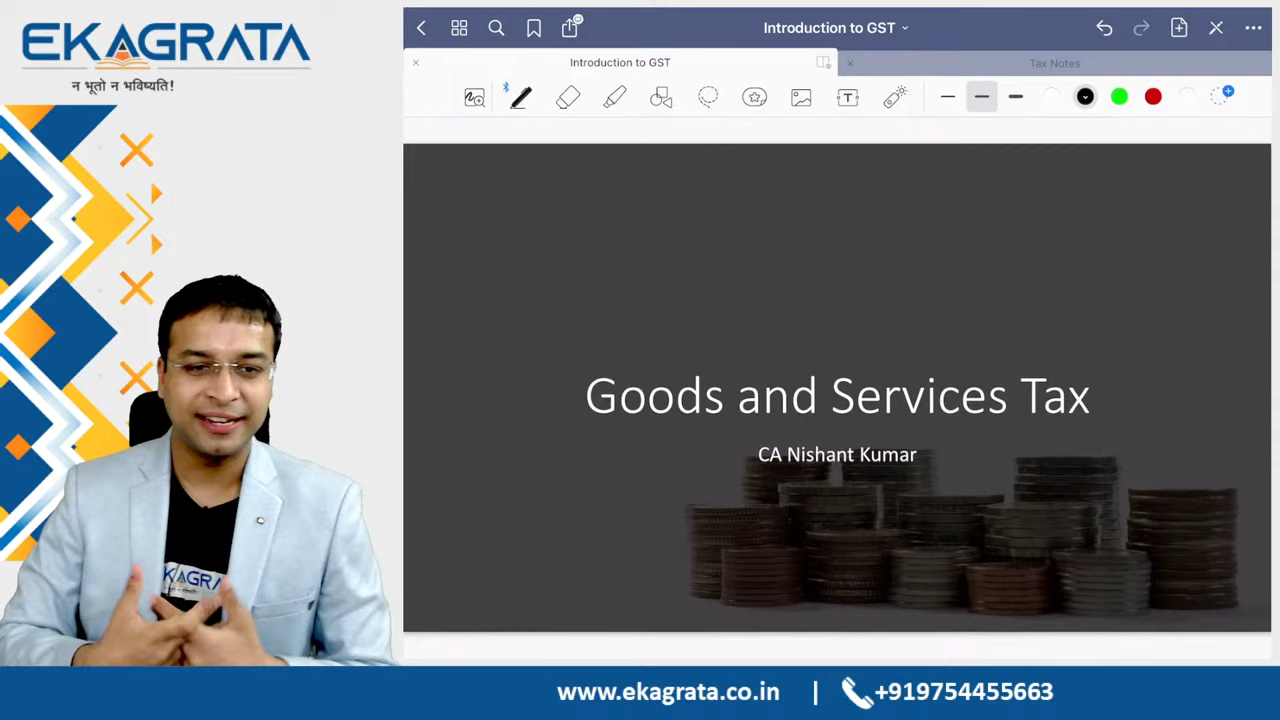 EKAGRATA
न भूतो न भविष्यति!
Introduction to GST
Introduction to GST
Tax Notes
T
Goods and Services Tax
CA Nishant Kumar
EKAGRA
www.ekagrata.co.in | +919754455663